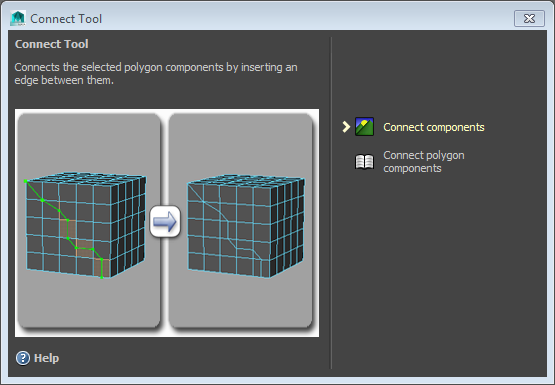 Connect Tool
Connect Tool
Connects the selected polygon components by inserting an
edge between them.
Connect components
Connect polygon
components
Help